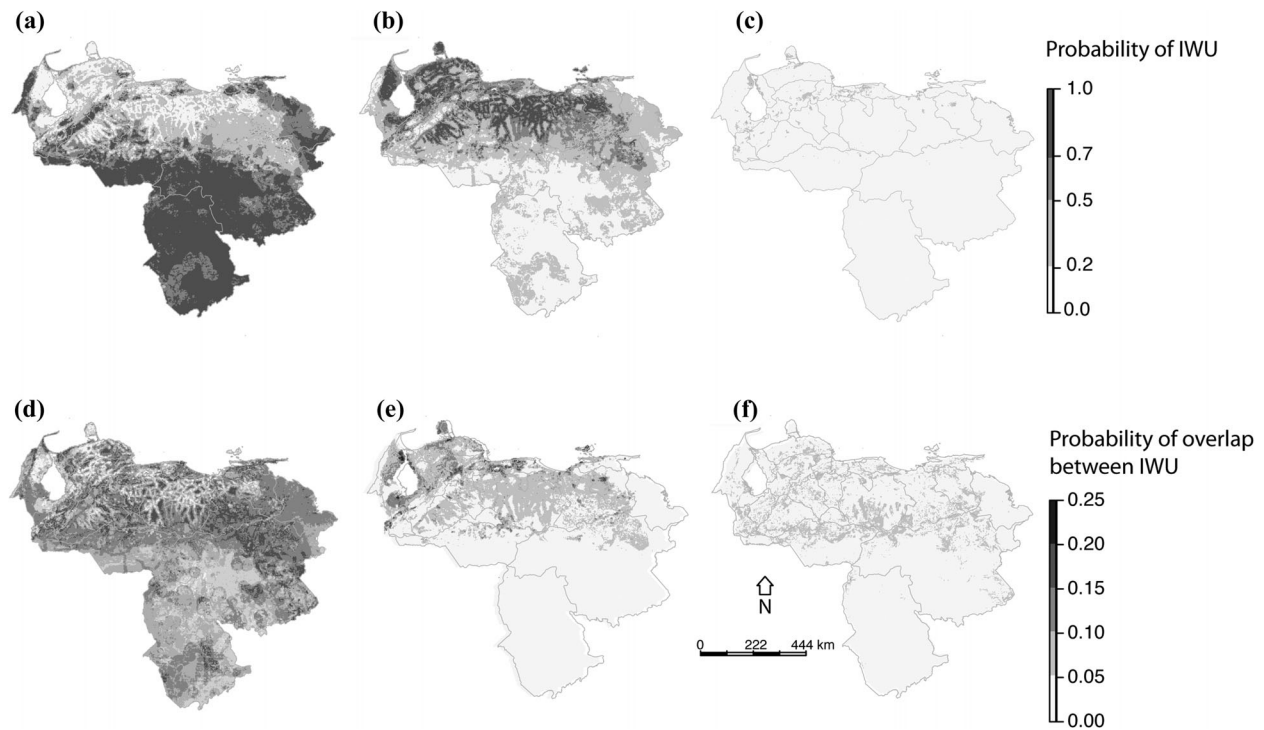 (a)
(b)
(c)
Probability of IWU
1.0
0.7
0.5
0.2
0.0
(d)
(e)
(f)
Probability of overlap
between IWU
0.25
0.20
0.15
0.10
0.05
0.00
N
0 222 444 km